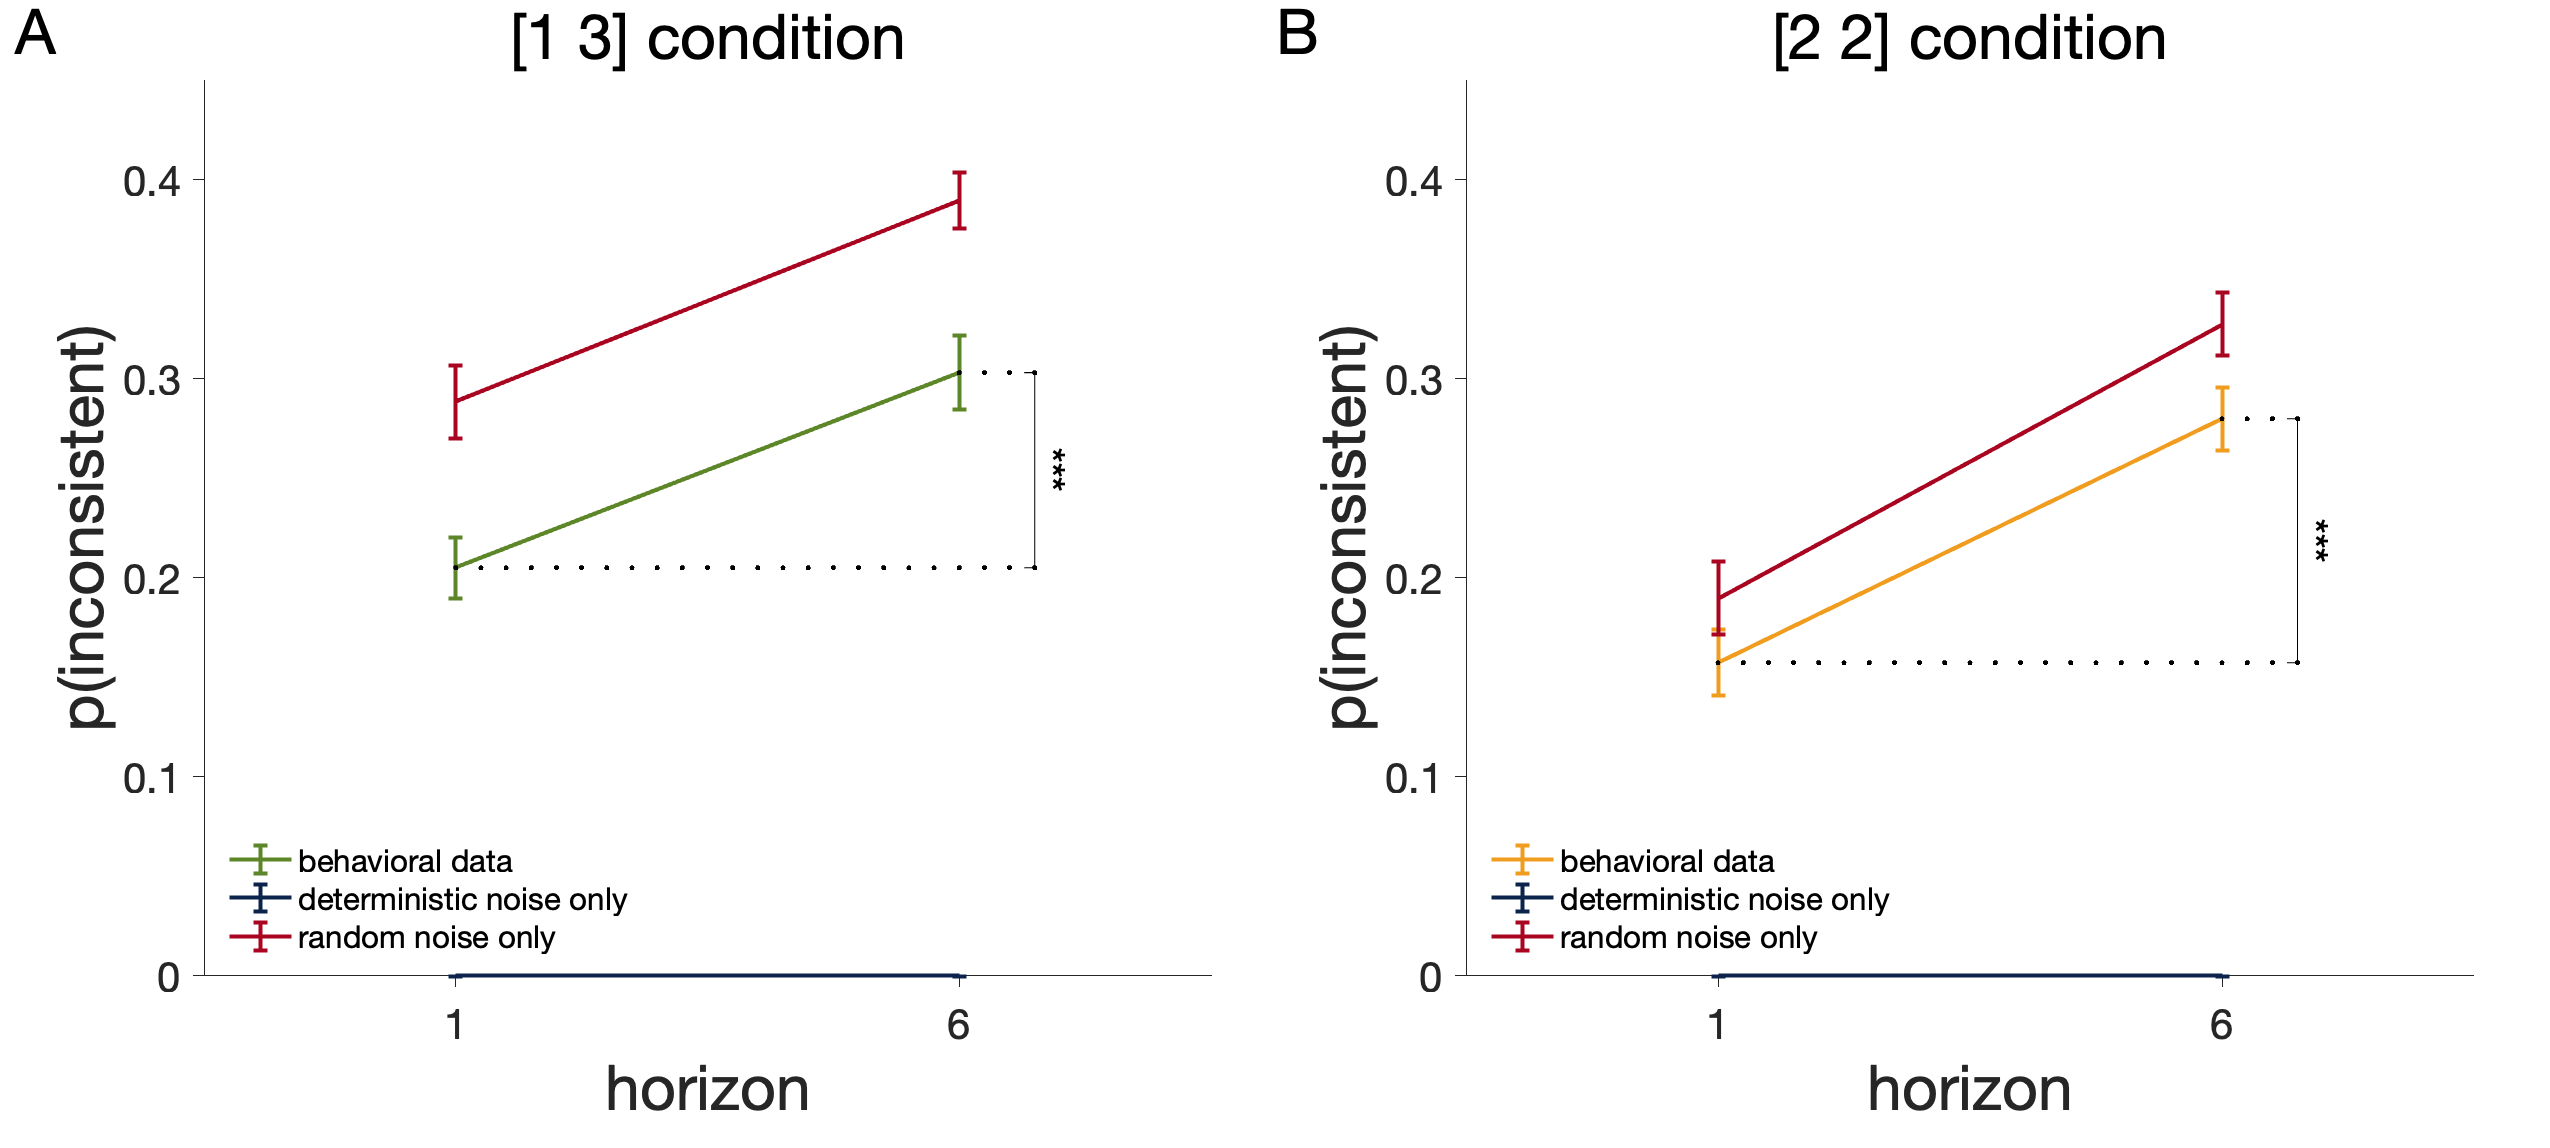 A
[1 3] condition
p(inconsistent)
0.4
0.3
0.2
0.1
0
***
behavioral data
deterministic noise only
random noise only
1
6
horizon
B
[2 2] condition
p(inconsistent)
0.4
0.3
0.2
0.1
0
***
behavioral data
deterministic noise only
random noise only
1
6
horizon